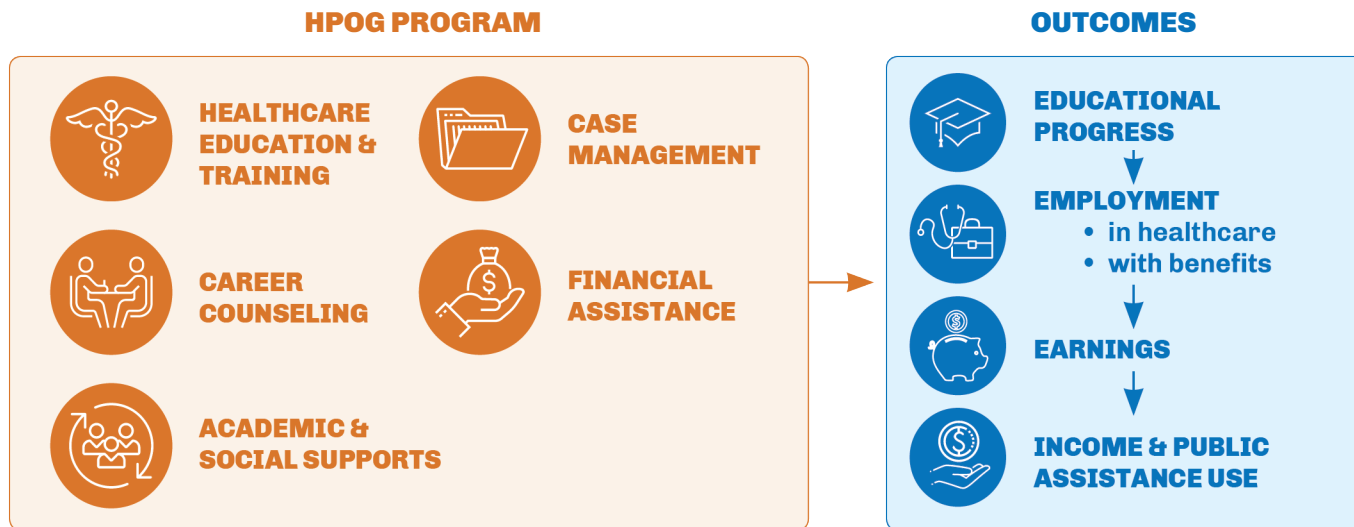 HPOG PROGRAM
HEALTHCARE
EDUCATION &
TRAINING
CASE
MANAGEMENT
CAREER
COUNSELING
FINANCIAL
ASSISTANCE
ACADEMIC &
SOCIAL SUPPORTS
OUTCOMES
EDUCATIONAL
PROGRESS
EMPLOYMENT
• in healthcare
• with benefits
EARNINGS
INCOME & PUBLIC
ASSISTANCE USE